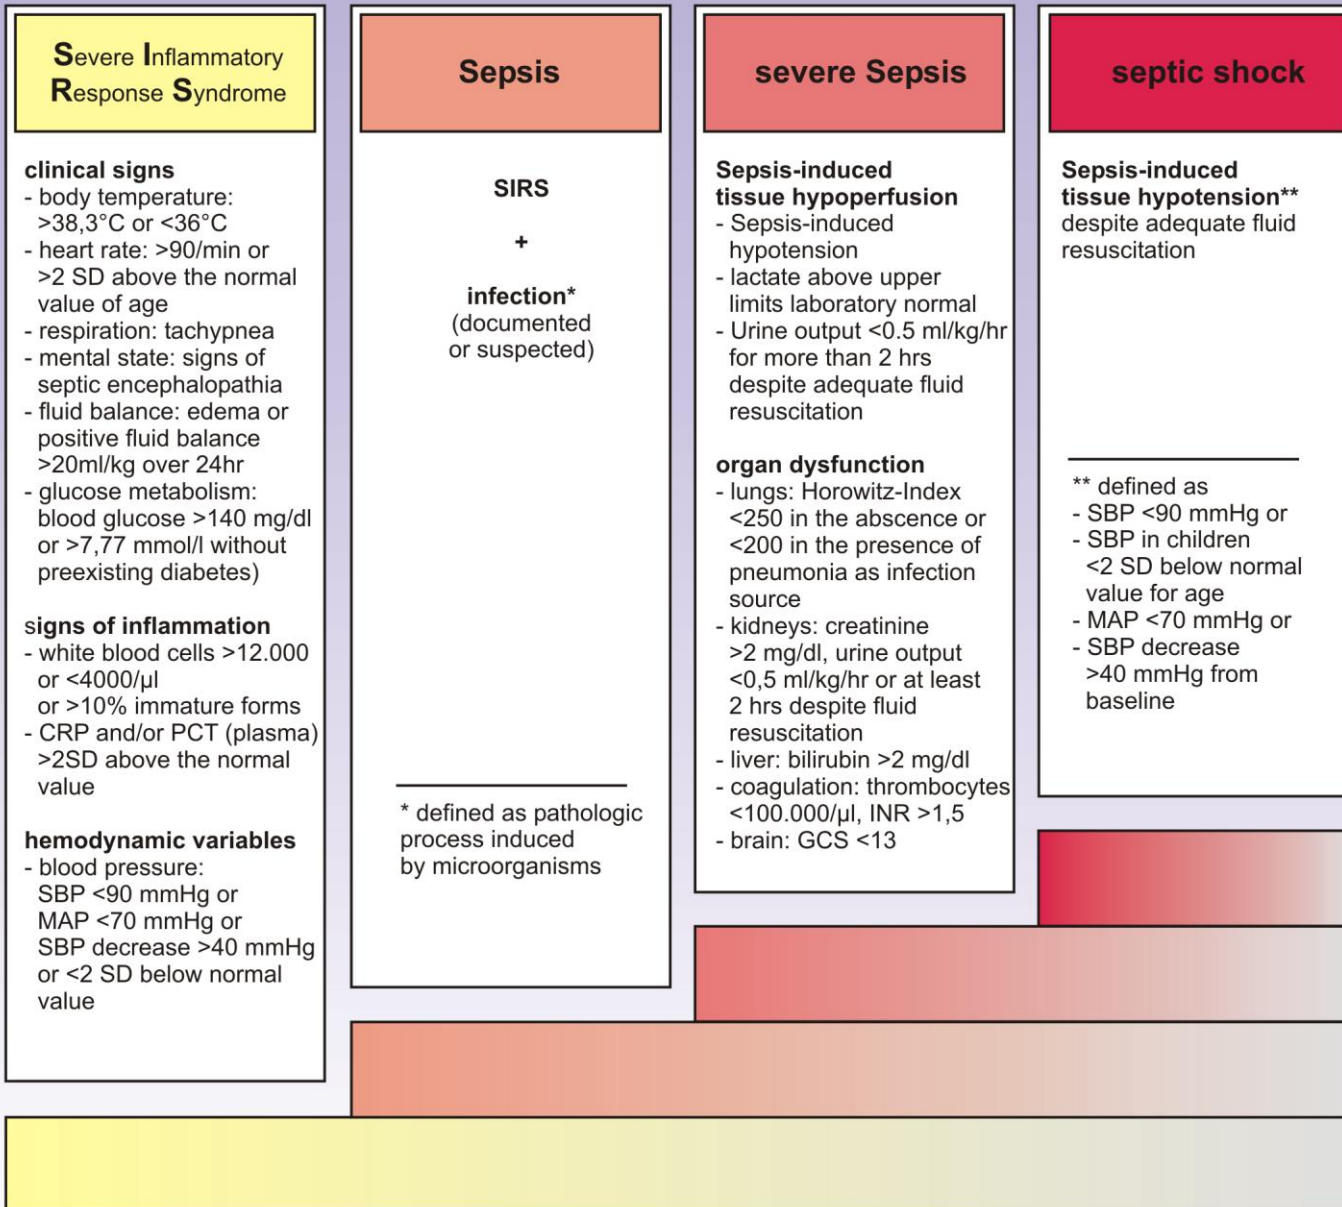 Severe Inflammatory
Response Syndrome
clinical signs
- body temperature:
>38,3°C or <36°C
- heart rate: >90/min or
>2 SD above the normal
value of age
- respiration: tachypnea
- mental state: signs of
septic encephalopathia
- fluid balance: edema or
positive fluid balance
>20ml/kg over 24hr
- glucose metabolism:
blood glucose >140 mg/dl
or >7,77 mmol/l without
preexisting diabetes)
signs of inflammation
- white blood cells >12.000
or <4000/µl
or >10% immature forms
- CRP and/or PCT (plasma)
>2SD above the normal
value
hemodynamic variables
- blood pressure:
SBP <90 mmHg or
MAP <70 mmHg or
SBP decrease >40 mmHg
or <2 SD below normal
value
Sepsis
SIRS
+
infection*
(documented
or suspected)
* defined as pathologic
process induced
by microorganisms
severe Sepsis
Sepsis-induced
tissue hypoperfusion
- Sepsis-induced
hypotension
- lactate above upper
limits laboratory normal
- Urine output <0.5 ml/kg/hr
for more than 2 hrs
despite adequate fluid
resuscitation
organ dysfunction
- lungs: Horowitz-Index
<250 in the abscence or
<200 in the presence of
pneumonia as infection
source
- kidneys: creatinine
>2 mg/dl, urine output
<0,5 ml/kg/hr or at least
2 hrs despite fluid
resuscitation
- liver: bilirubin >2 mg/dl
- coagulation: thrombocytes
<100.000/µl, INR >1,5
- brain: GCS <13
septic shock
Sepsis-induced
tissue hypotension**
despite adequate fluid
resuscitation
** defined as
- SBP <90 mmHg or
- SBP in children
<2 SD below normal
value for age
- MAP <70 mmHg or
- SBP decrease
>40 mmHg from
baseline